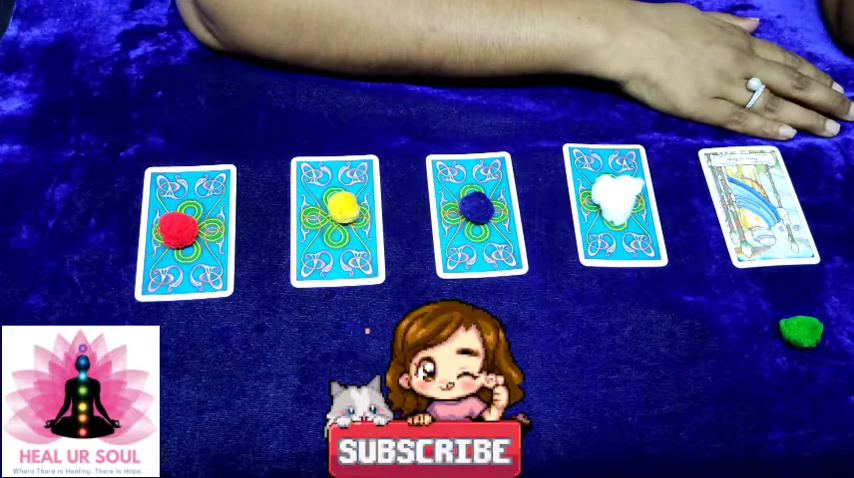 HEAL UR SOUL
Where There is Healing, There is Hope...
SUBSCRIBE